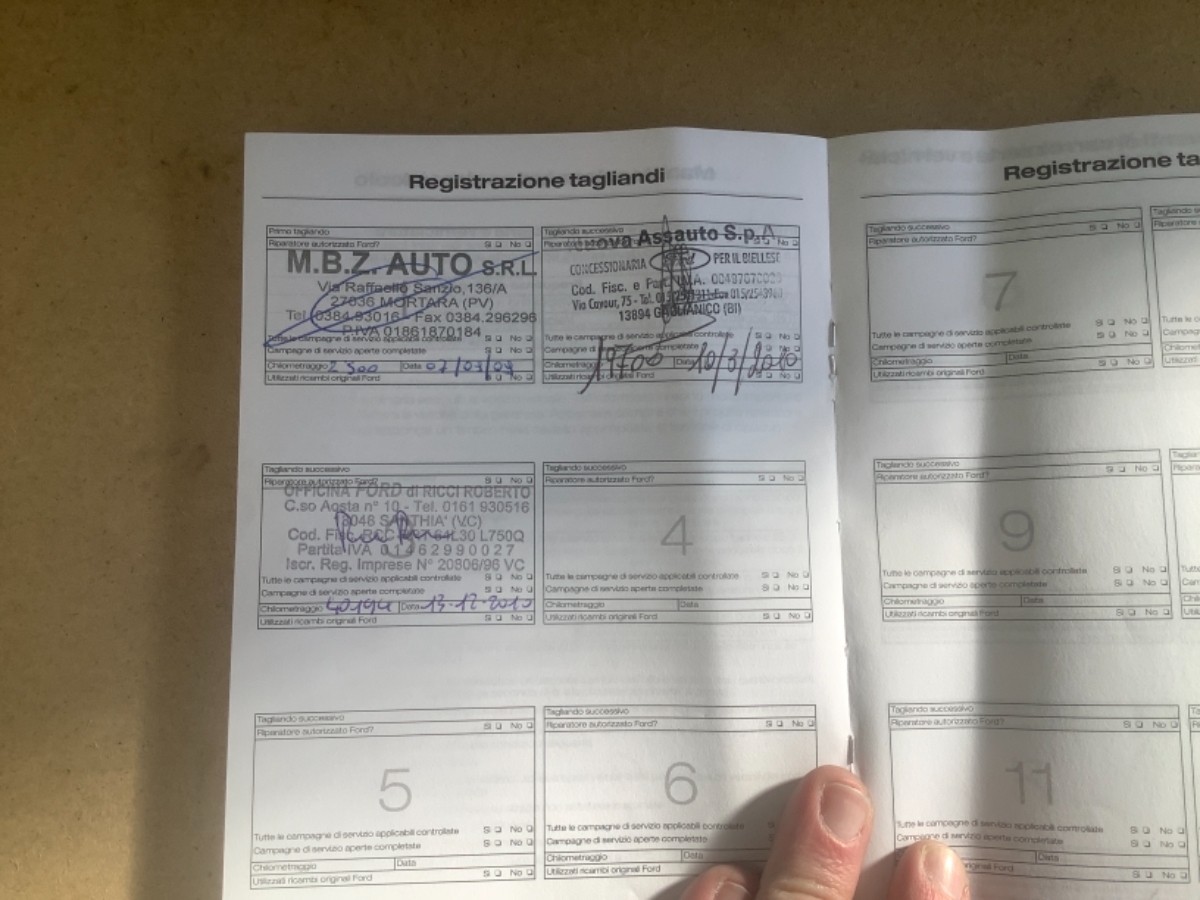 Registrazione tagliandi
Primo tagliando
Riparatore autorizzato Ford? Sì No
M.B.Z. AUTO S.R.L.
Via Raffaello Sanzio,136/A
27036 MORTARA (PV)
Tel. 0384.93016 - Fax 0384.296296
P.IVA 01861870184
Tutte le campagne di servizio applicabili controllate Sì No
Campagne di servizio aperte completate Sì No
Chilometraggio 2500 Data 07/03/09
Utilizzati ricambi originali Ford Sì No
Tagliando successivo
Sì No
Nuova Assauto S.p.A.
CONCESSIONARIA Ford PER IL BIELLESE
Cod. Fisc. e
Via Cavour, 75 - Tel.
13894 GAGLIANICO (BI)
Tutte le campagne di servizio applicabili controllate Sì No
Sì No
Chilometraggio 19700 Data 10/3/2010
Sì No
Tagliando successivo
Riparatore autorizzato Ford? Sì No
OFFICINA FORD di RICCI ROBERTO
C.so Aosta n° 10 - Tel. 0161 930516
SANTHIA' (VC)
Cod. Fisc. L750Q
Partita IVA 01462990027
Iscr. Reg. Imprese N° 20806/96 VC
Tutte le campagne di servizio applicabili controllate Sì No
Campagne di servizio aperte completate Sì No
Chilometraggio 40194 Data 13-12-2010
Utilizzati ricambi originali Ford Sì No
Tagliando successivo
Riparatore autorizzato Ford? Sì No
4
Tutte le campagne di servizio applicabili controllate Sì No
Campagne di servizio aperte completate Sì No
Chilometraggio Data
Utilizzati ricambi originali Ford Sì No
Tagliando successivo
Riparatore autorizzato Ford? Sì No
5
Tutte le campagne di servizio applicabili controllate Sì No
Campagne di servizio aperte completate Sì No
Chilometraggio Data
Utilizzati ricambi originali Ford Sì No
Tagliando successivo
Riparatore autorizzato Ford? Sì No
6
Tutte le campagne di servizio applicabili controllate
Campagne di servizio aperte completate
Chilometraggio Data
Utilizzati ricambi originali Ford
Registrazione ta
Tagliando successivo
Riparatore autorizzato Ford? Sì No
7
Tutte le campagne di servizio applicabili controllate Sì No
Campagne di servizio aperte completate Sì No
Chilometraggio Data
Utilizzati ricambi originali Ford Sì No
Tagliando successivo
Riparatore autorizzato Ford? Sì No
9
Tutte le campagne di servizio applicabili controllate Sì No
Campagne di servizio aperte completate Sì No
Chilometraggio Data
Utilizzati ricambi originali Ford Sì No
Tagliando successivo
Riparatore autorizzato Ford? Sì No
11
Tutte le campagne di servizio applicabili controllate Sì No
Campagne di servizio aperte completate Sì No
Data
originali Ford Sì No